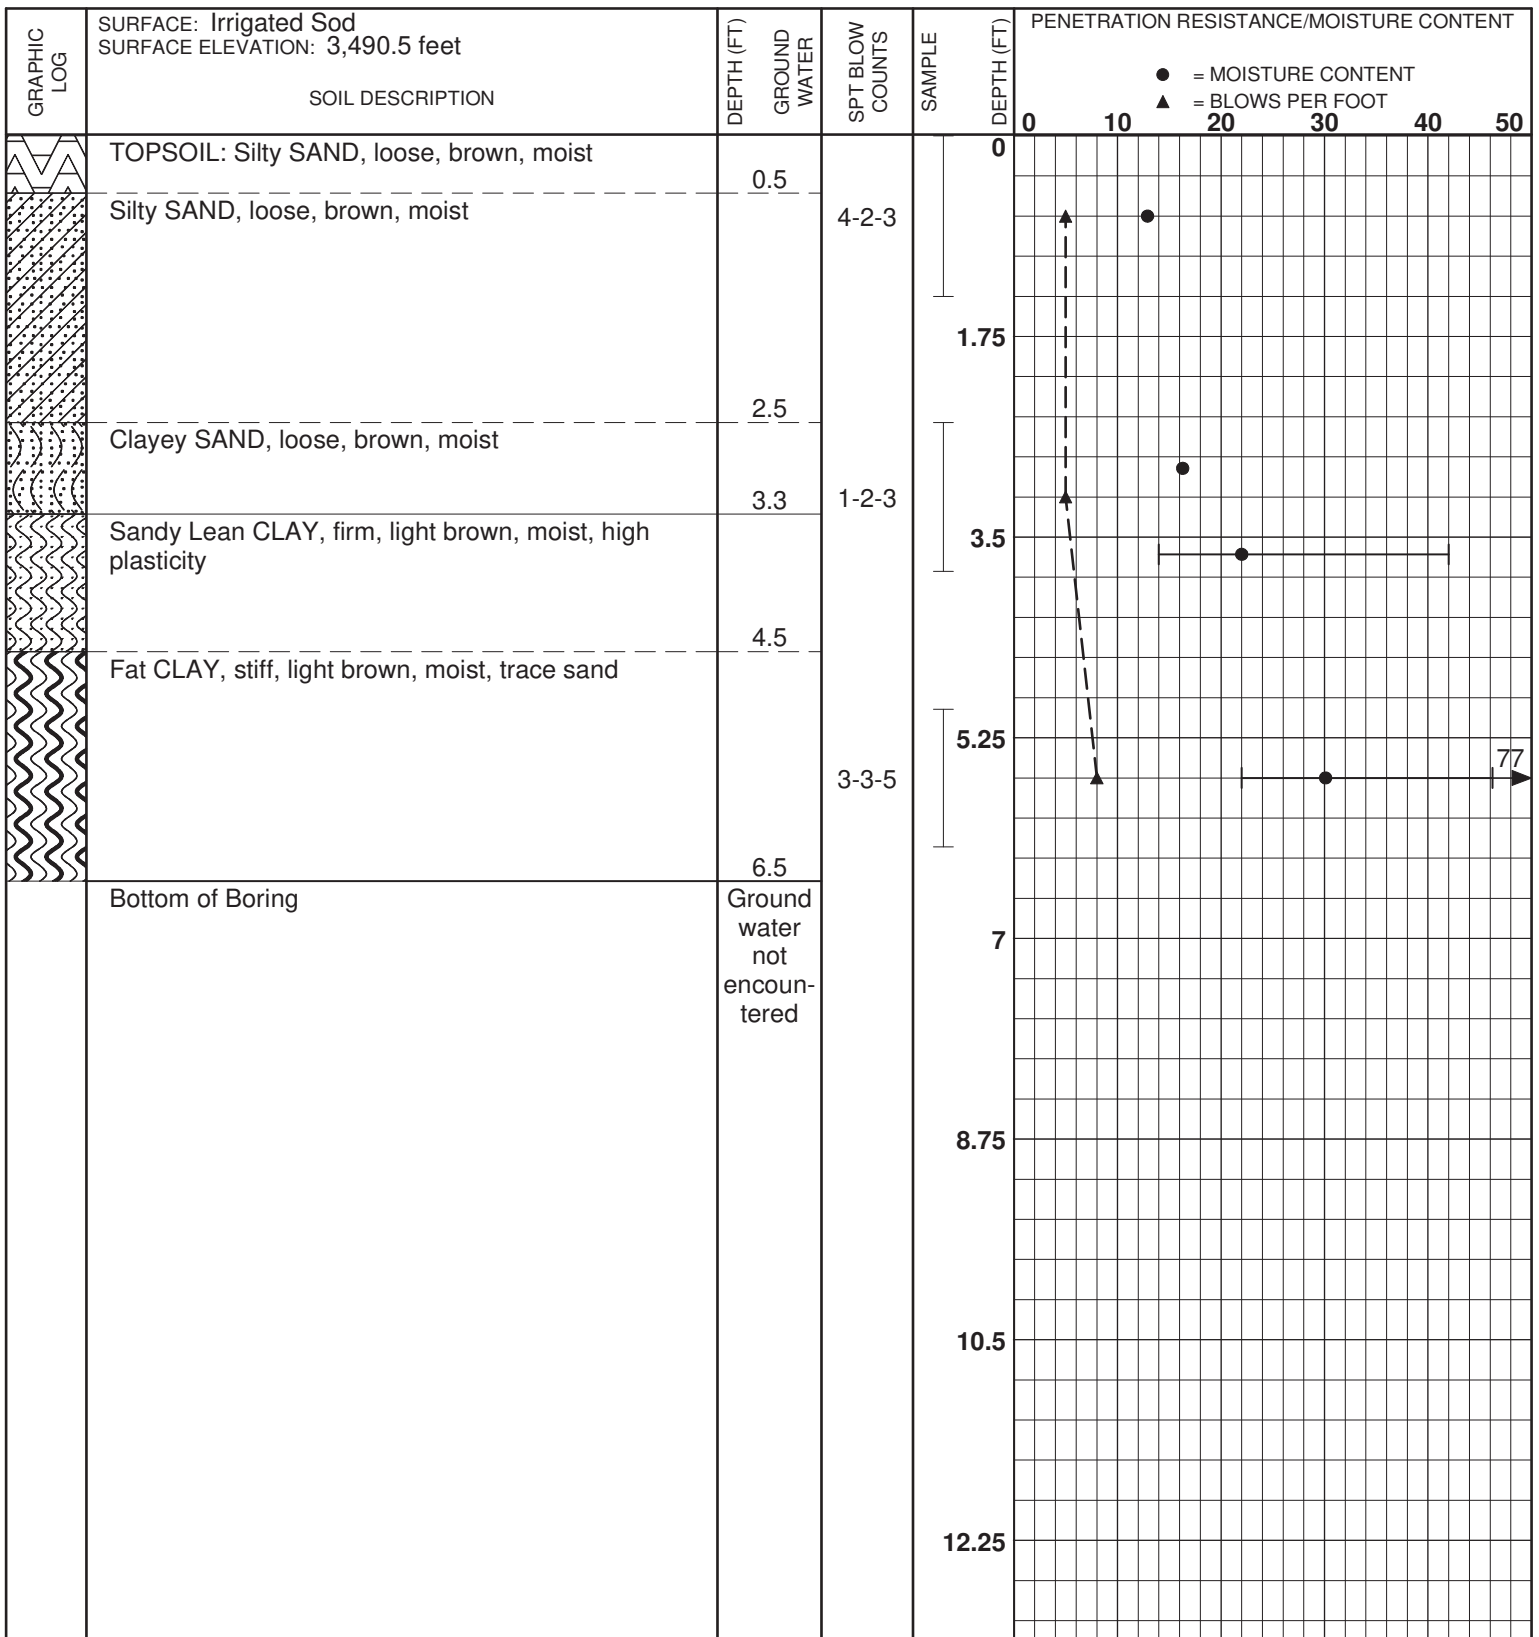 GRAPHIC
LOG
SURFACE: Irrigated Sod
SURFACE ELEVATION: 3,490.5 feet
SOIL DESCRIPTION
DEPTH (FT)
GROUND
WATER
SPT BLOW
COUNTS
SAMPLE
DEPTH (FT)
PENETRATION RESISTANCE/MOISTURE CONTENT
● = MOISTURE CONTENT
▲ = BLOWS PER FOOT
0 10 20 30 40 50
0
TOPSOIL: Silty SAND, loose, brown, moist
0.5
Silty SAND, loose, brown, moist
4-2-3
1.75
2.5
Clayey SAND, loose, brown, moist
3.3
1-2-3
Sandy Lean CLAY, firm, light brown, moist, high
plasticity
3.5
4.5
Fat CLAY, stiff, light brown, moist, trace sand
5.25
77
3-3-5
6.5
Bottom of Boring
Ground
water
not
encoun-
tered
7
8.75
10.5
12.25